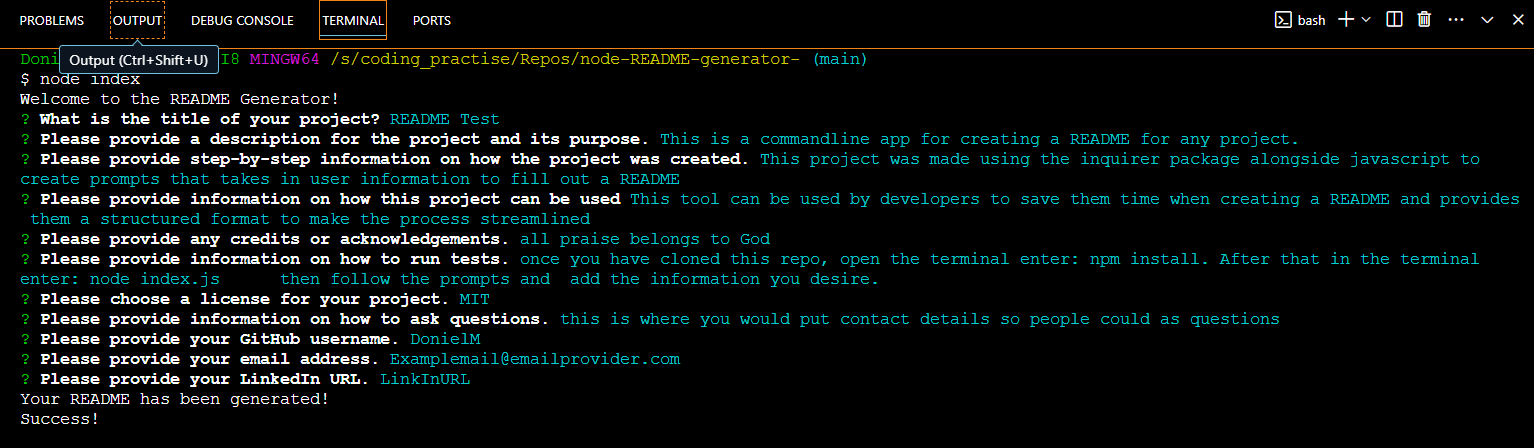 PROBLEMS OUTPUT DEBUG CONSOLE TERMINAL PORTS bash
Output (Ctrl+Shift+U)
Doni I8 MINGW64 /s/coding_practise/Repos/node-README-generator- (main)
$ node index
Welcome to the README Generator!
? What is the title of your project? README Test
? Please provide a description for the project and its purpose. This is a commandline app for creating a README for any project.
? Please provide step-by-step information on how the project was created. This project was made using the inquirer package alongside javascript to
create prompts that takes in user information to fill out a README
? Please provide information on how this project can be used This tool can be used by developers to save them time when creating a README and provides
them a structured format to make the process streamlined
? Please provide any credits or acknowledgements. all praise belongs to God
? Please provide information on how to run tests. once you have cloned this repo, open the terminal enter: npm install. After that in the terminal
enter: node index.js      then follow the prompts and  add the information you desire.
? Please choose a license for your project. MIT
? Please provide information on how to ask questions. this is where you would put contact details so people could as questions
? Please provide your GitHub username. DonielM
? Please provide your email address. Examplemail@emailprovider.com
? Please provide your LinkedIn URL. LinkInURL
Your README has been generated!
Success!